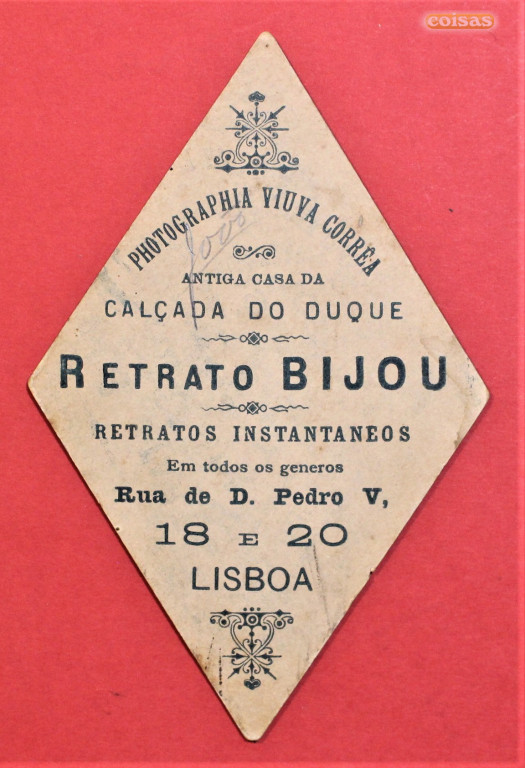 coisas
PHOTOGRAPHIA VIUVA CORRÊA
ANTIGA CASA DA
CALÇADA DO DUQUE
RETRATO BIJOU
RETRATOS INSTANTANEOS
Em todos os generos
Rua de D. Pedro V,
18 E 20
LISBOA